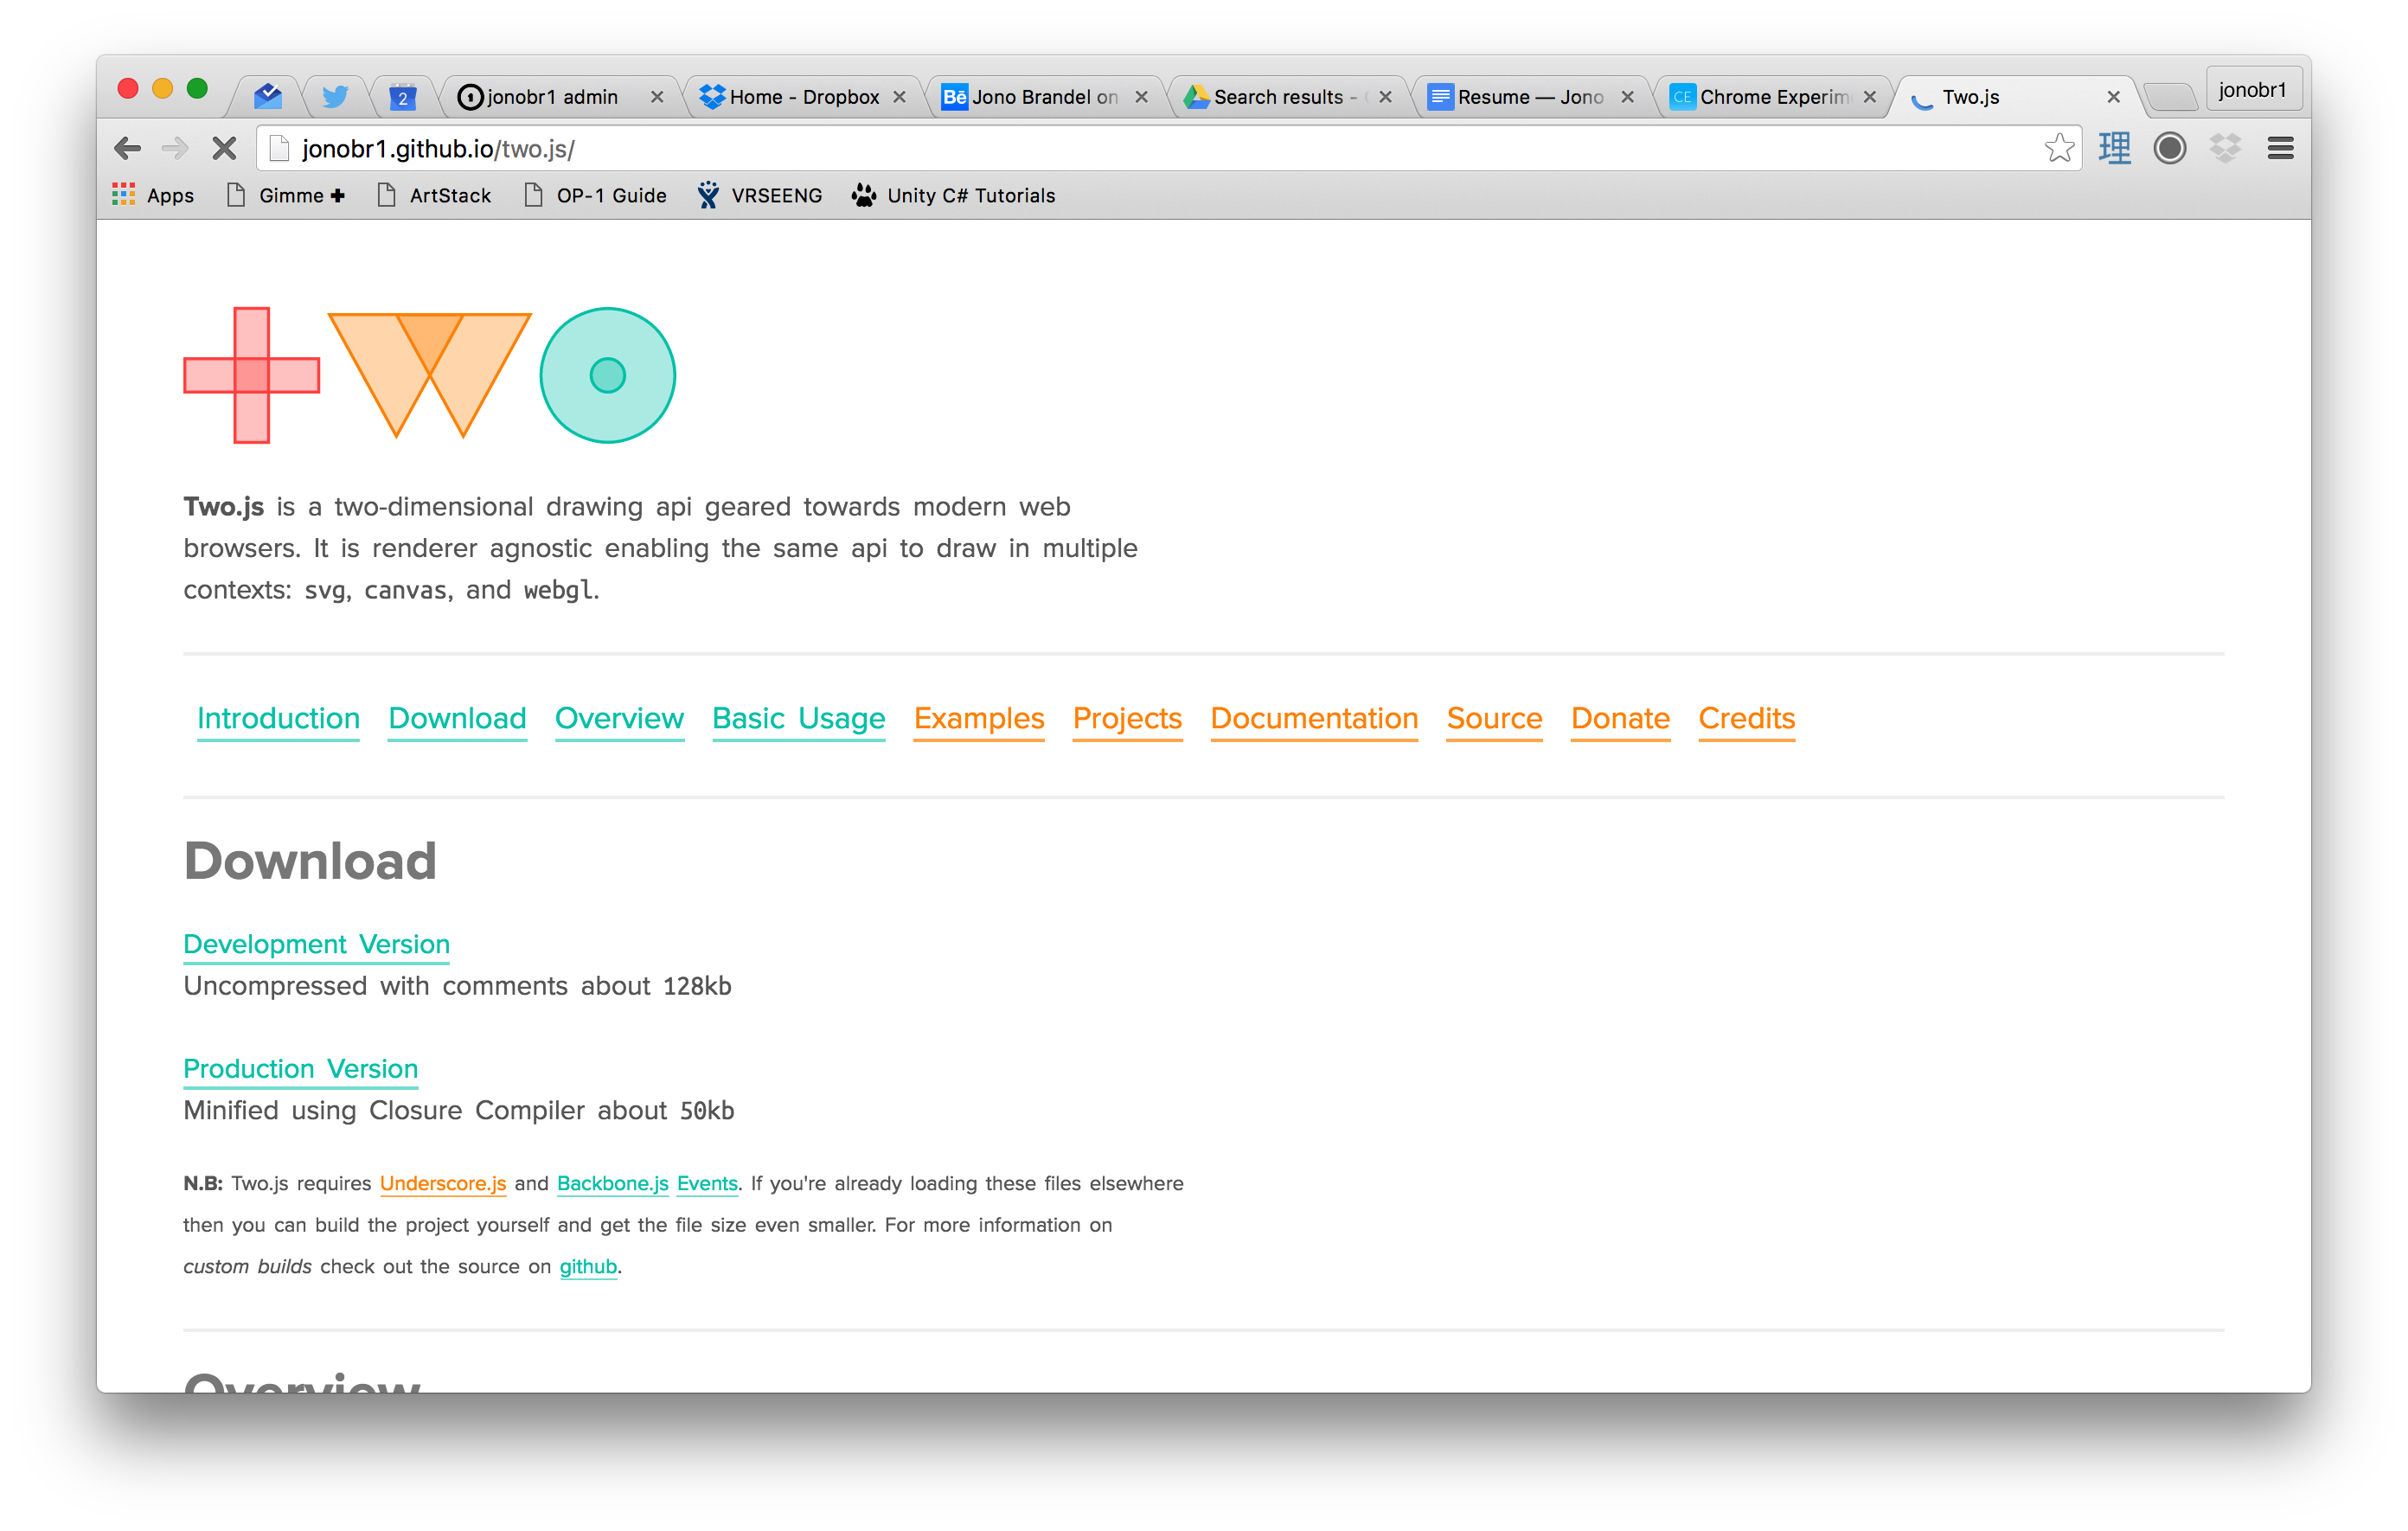 2 jonobr1 admin Home - Dropbox Bē Jono Brandel on Search results - Resume — Jono CE Chrome Experim Two.js jonobr1
jonobr1.github.io/two.js/ 理
Apps Gimme ArtStack OP-1 Guide VRSEENG Unity C# Tutorials
Two.js is a two-dimensional drawing api geared towards modern web
browsers. It is renderer agnostic enabling the same api to draw in multiple
contexts: svg, canvas, and webgl.
Introduction Download Overview Basic Usage Examples Projects Documentation Source Donate Credits
Download
Development Version
Uncompressed with comments about 128kb
Production Version
Minified using Closure Compiler about 50kb
N.B: Two.js requires Underscore.js and Backbone.js Events. If you're already loading these files elsewhere
then you can build the project yourself and get the file size even smaller. For more information on
custom builds check out the source on github.
Overview